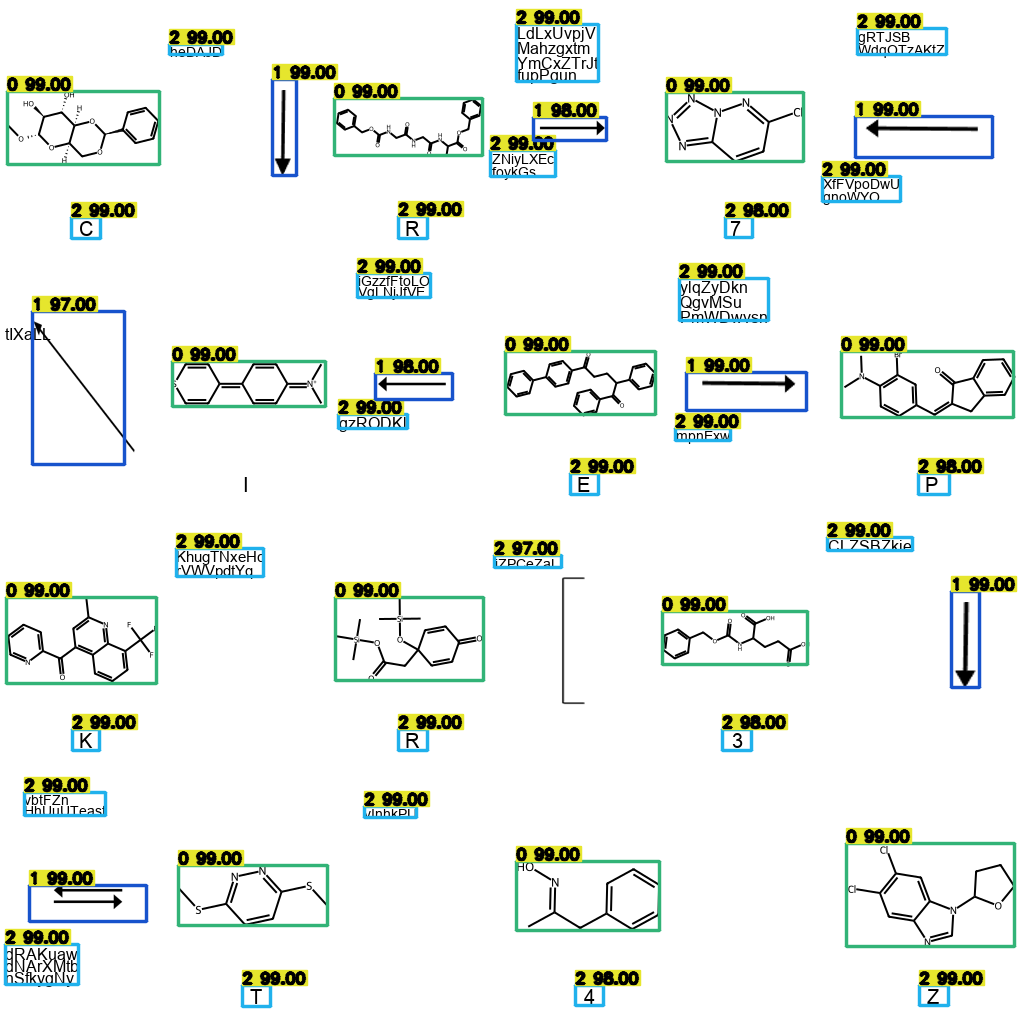 2 99.00
heDAJD
0 99.00
HO
OH
H
O
O
O
O
H
C
2 99.00
1 99.00
0 99.00
R
2 99.00
2 99.00
LdLxUvpjV
Mahzgxtm
YmCxZTrJt
fupPgun
1 98.00
2 99.00
ZNiyLXEc
foykGs
0 99.00
N
N
N
N
N
Cl
2 98.00
7
2 99.00
gRTJSB
WdqOTzAKtZ
1 99.00
2 99.00
XfFVpoDwU
gnoWYO
1 97.00
tlXaLL
0 99.00
S
N+
I
2 99.00
iGzzfFtoLO
VgLNjJfVF
1 98.00
2 99.00
gzRODKL
0 99.00
O
O
2 99.00
E
2 99.00
yIqZyDkn
QgvMSu
PmWDwvsn
1 99.00
2 99.00
mpnExw
0 99.00
N
Br
O
2 98.00
P
2 99.00
KhugTNxeHc
rVWVpdtYq
0 99.00
N
O
N
F
F
2 99.00
K
0 99.00
Si
O
Si
O
O
O
2 99.00
R
2 97.00
iZPCeZaL
0 99.00
O
O
N
H
O
OH
O
2 98.00
3
2 99.00
CLZSBZkie
1 99.00
2 99.00
vbtFZn
HhUuUTeast
1 99.00
2 99.00
dRAKuaw
dNArXMtb
nSfkygNy
0 99.00
N
N
S
S
2 99.00
T
2 99.00
vInhkPL
0 99.00
HO
N
2 98.00
4
0 99.00
Cl
Cl
N
N
O
2 99.00
Z